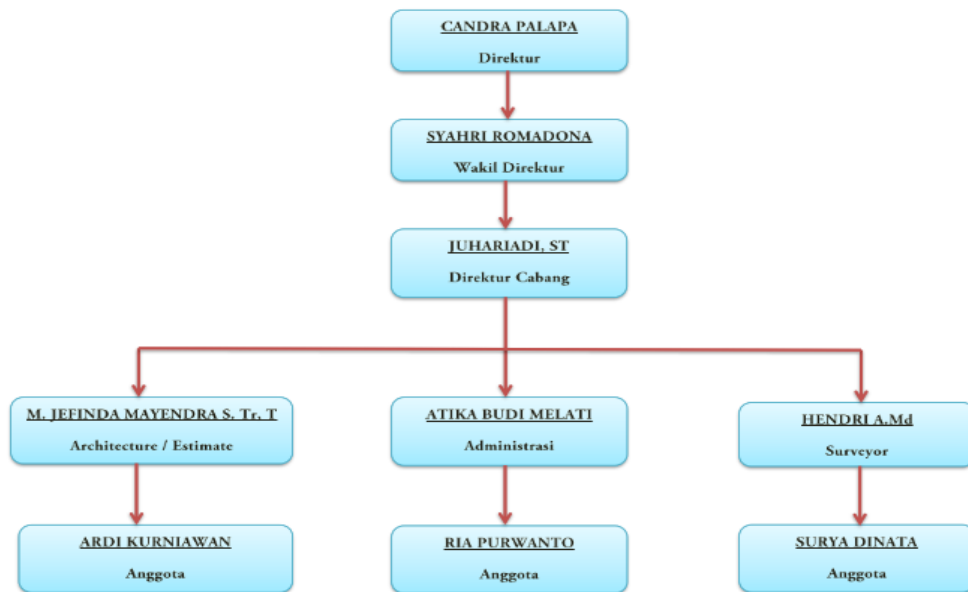 CANDRA PALAPA
Direktur
SYAHRI ROMADONA
Wakil Direktur
JUHARIADI, ST
Direktur Cabang
M. JEFINDA MAYENDRA S. Tr. T
Architecture / Estimate
ATIKA BUDI MELATI
Administrasi
HENDRI A.Md
Surveyor
ARDI KURNIAWAN
Anggota
RIA PURWANTO
Anggota
SURYA DINATA
Anggota